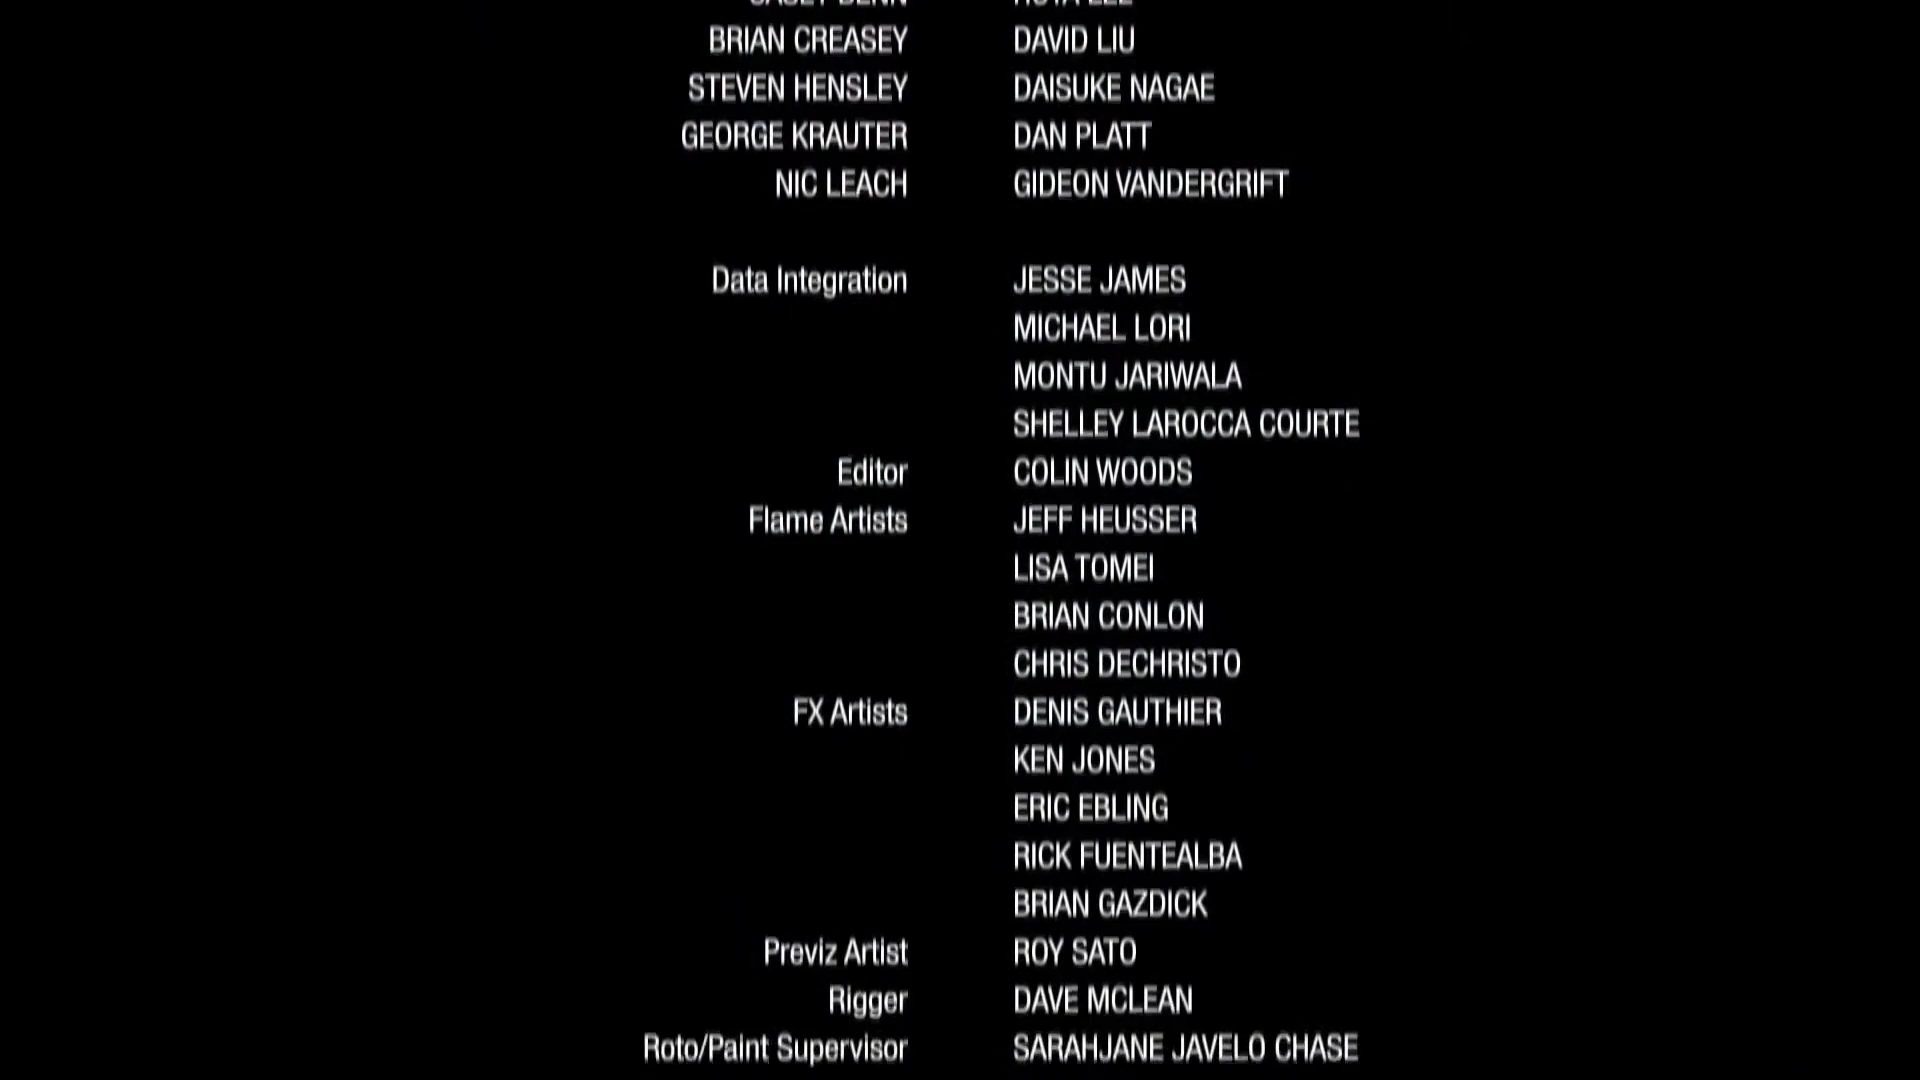 BRIAN CREASEY DAVID LIU
STEVEN HENSLEY DAISUKE NAGAE
GEORGE KRAUTER DAN PLATT
NIC LEACH GIDEON VANDERGRIFT
Data Integration JESSE JAMES
MICHAEL LORI
MONTU JARIWALA
SHELLEY LAROCCA COURTE
Editor COLIN WOODS
Flame Artists JEFF HEUSSER
LISA TOMEI
BRIAN CONLON
CHRIS DECHRISTO
FX Artists DENIS GAUTHIER
KEN JONES
ERIC EBLING
RICK FUENTEALBA
BRIAN GAZDICK
Previz Artist ROY SATO
Rigger DAVE MCLEAN
Roto/Paint Supervisor SARAHJANE JAVELO CHASE